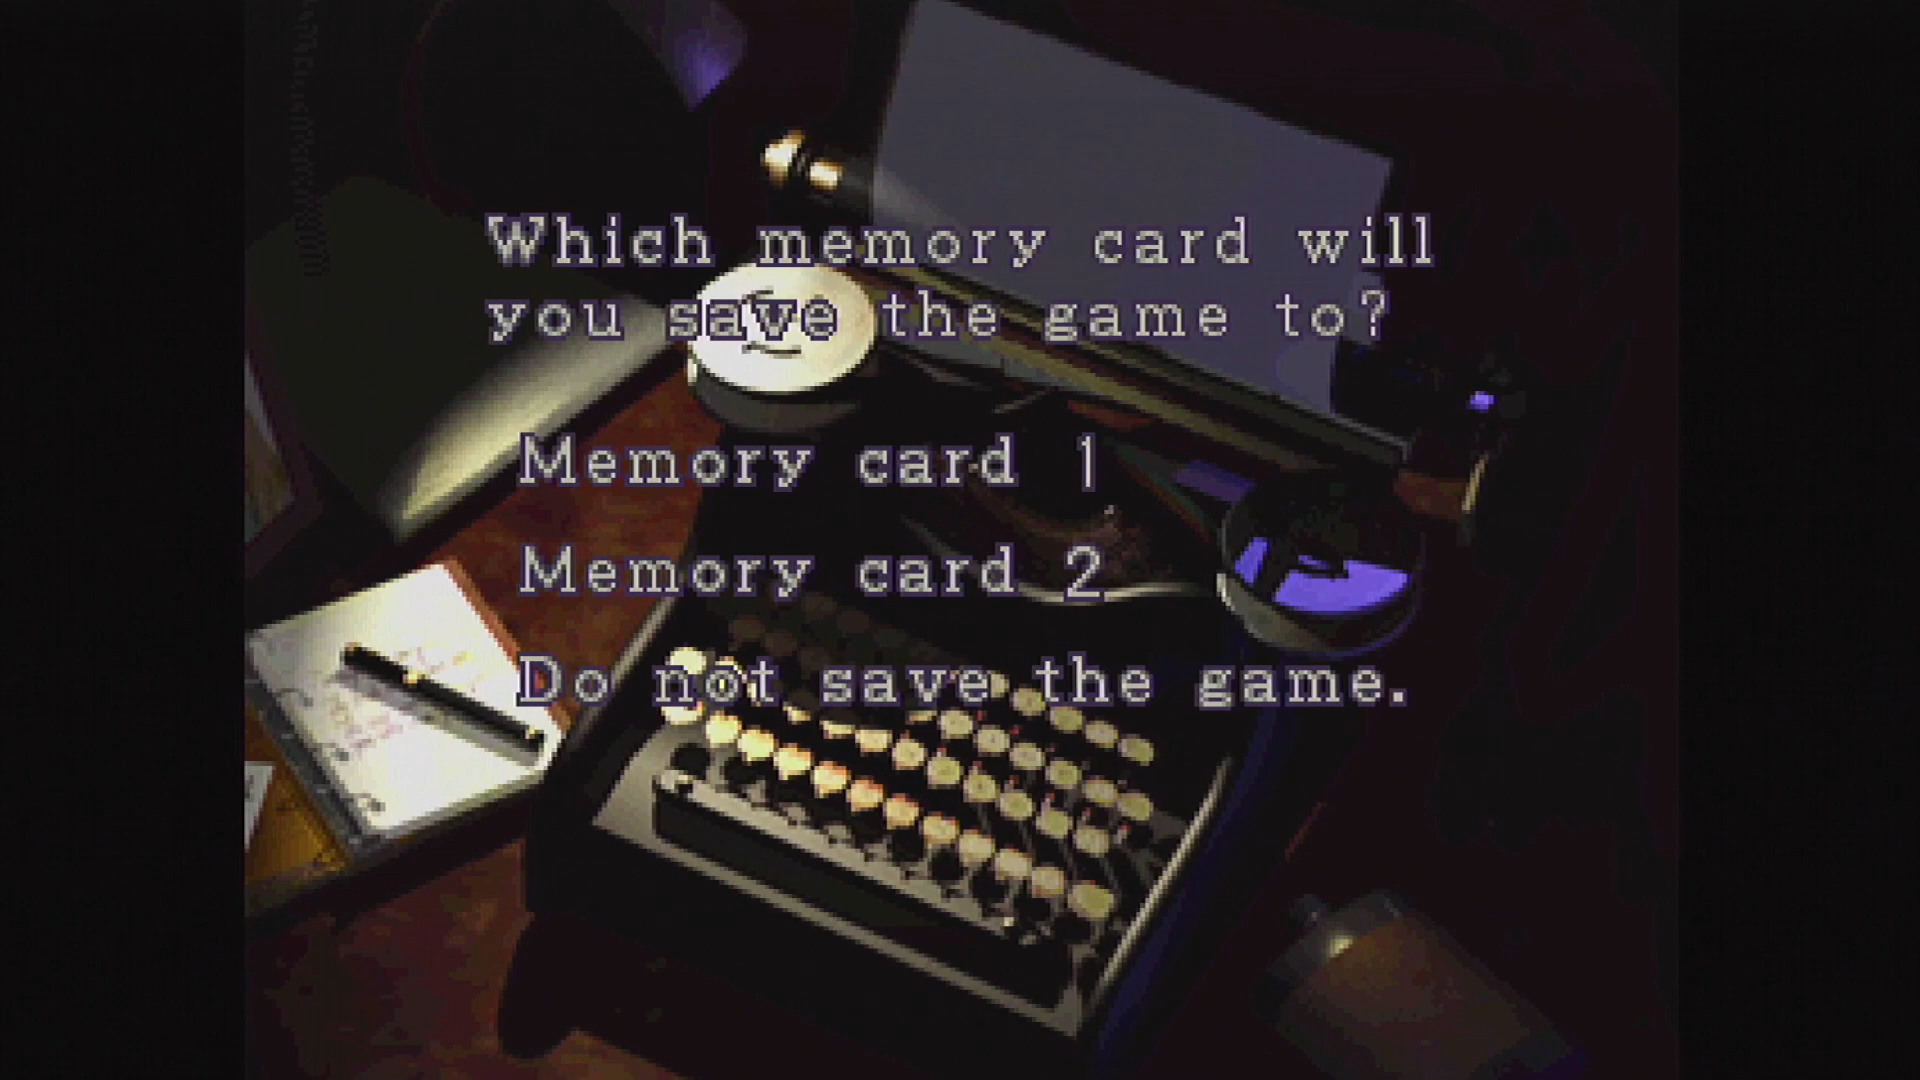 Which memory card will
you save the game to?
Memory card 1
Memory card 2
Do not save the game.